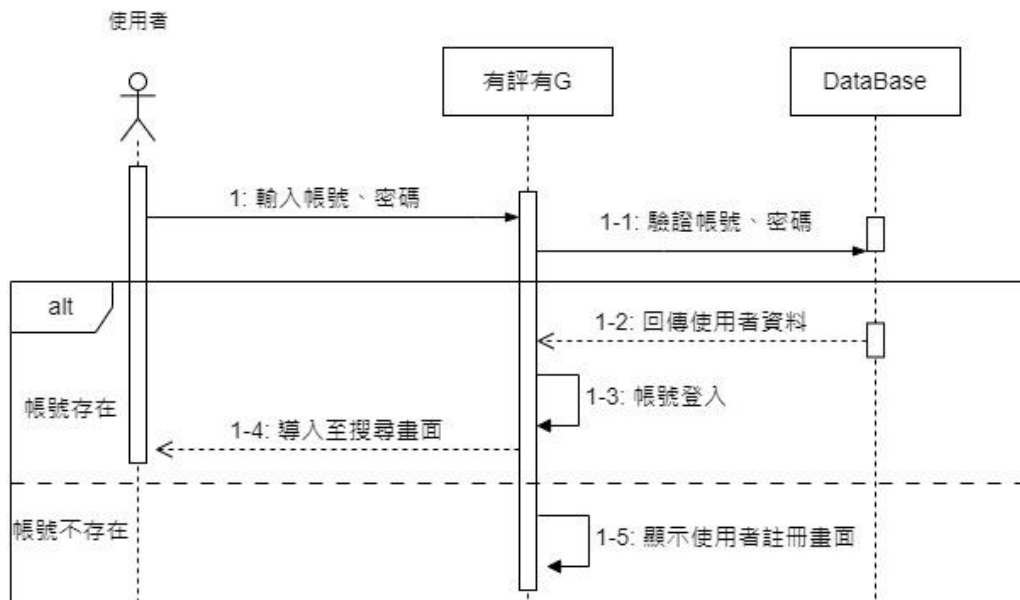 使用者
有評有G
DataBase
1: 輸入帳號、密碼
1-1: 驗證帳號、密碼
alt
1-2: 回傳使用者資料
帳號存在
1-3: 帳號登入
1-4: 導入至搜尋畫面
帳號不存在
1-5: 顯示使用者註冊畫面